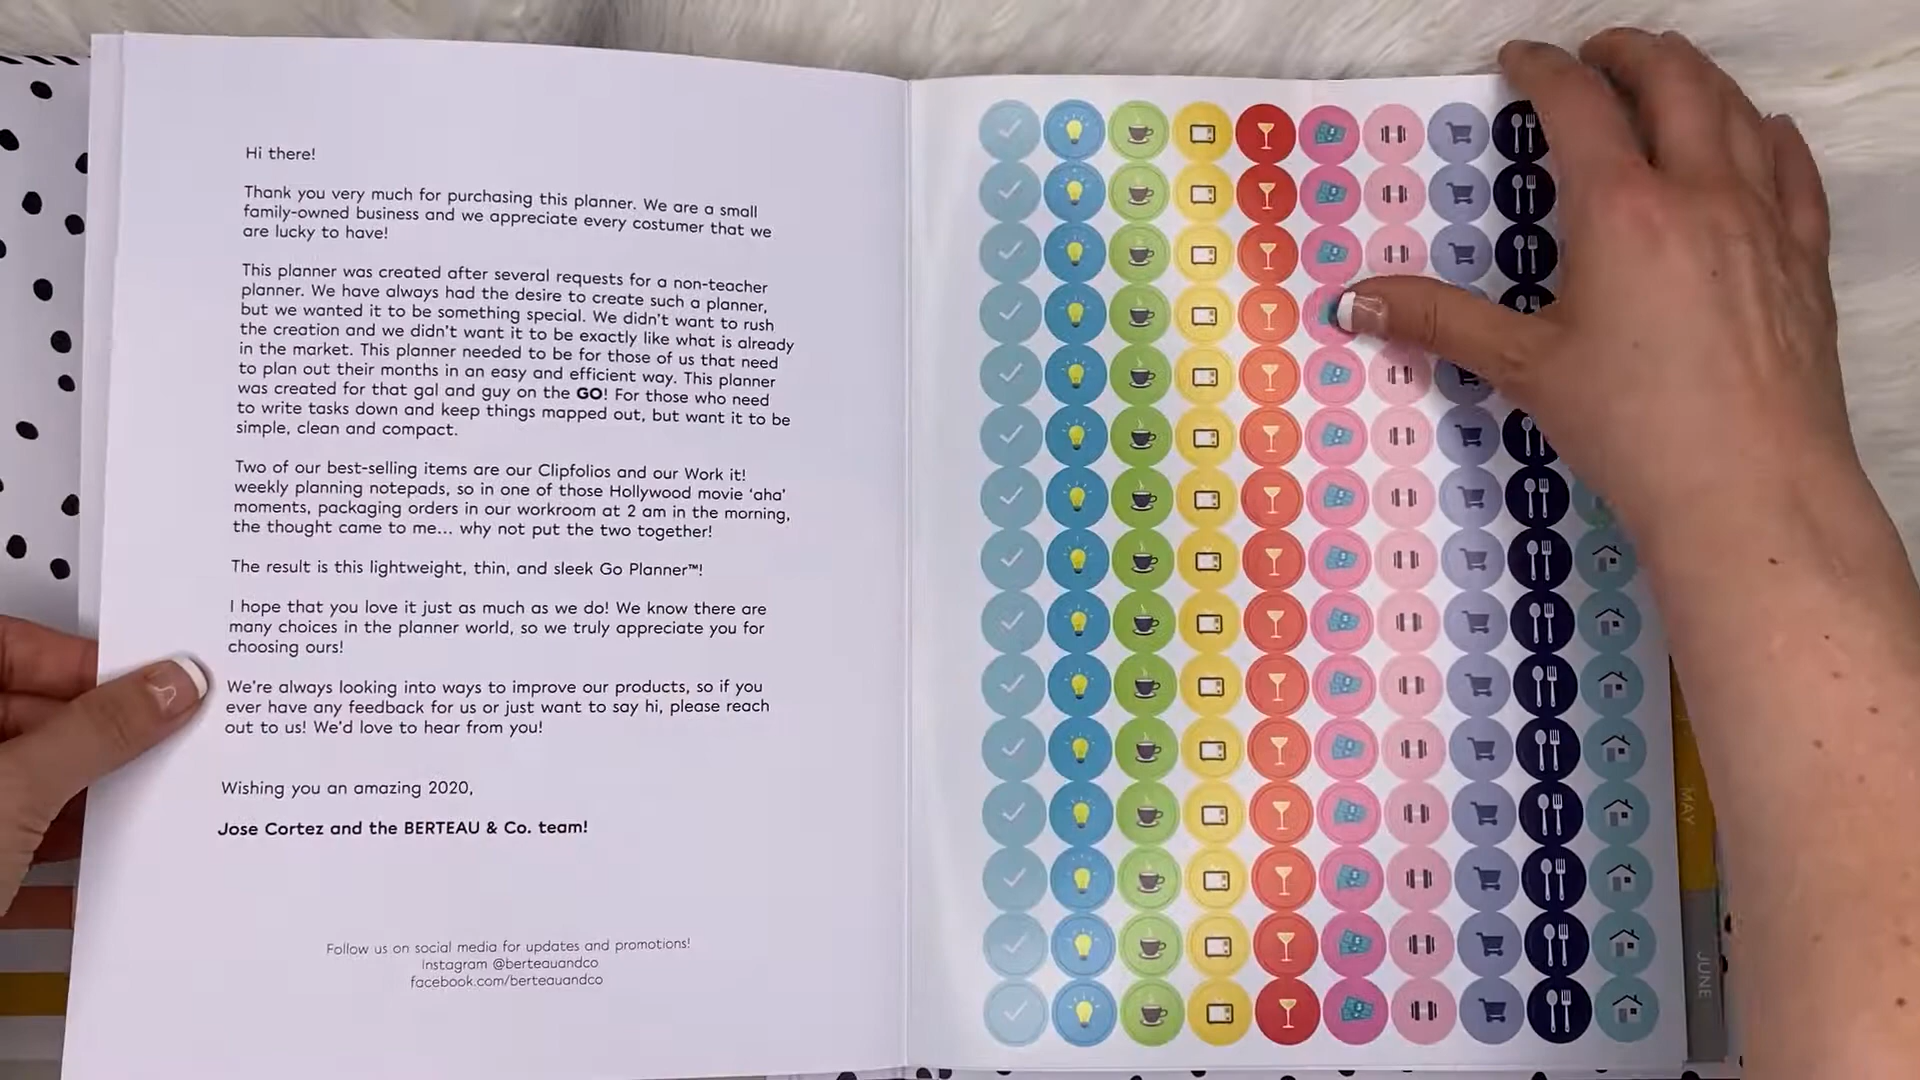 Hi there!
Thank you very much for purchasing this planner. We are a small
family-owned business and we appreciate every costumer that we
are lucky to have!
This planner was created after several requests for a non-teacher
planner. We have always had the desire to create such a planner,
but we wanted it to be something special. We didn't want to rush
the creation and we didn't want it to be exactly like what is already
in the market. This planner needed to be for those of us that need
to plan out their months in an easy and efficient way. This planner
was created for that gal and guy on the GO! For those who need
to write tasks down and keep things mapped out, but want it to be
simple, clean and compact.
Two of our best-selling items are our Clipfolios and our Work it!
weekly planning notepads, so in one of those Hollywood movie 'aha'
moments, packaging orders in our workroom at 2 am in the morning,
the thought came to me... why not put the two together!
The result is this lightweight, thin, and sleek Go Planner™!
I hope that you love it just as much as we do! We know there are
many choices in the planner world, so we truly appreciate you for
choosing ours!
We're always looking into ways to improve our products, so if you
ever have any feedback for us or just want to say hi, please reach
out to us! We'd love to hear from you!
Wishing you an amazing 2020,
Jose Cortez and the BERTEAU & Co. team!
Follow us on social media for updates and promotions!
Instagram @berteauandco
facebook.com/berteauandco
MAY
JUNE